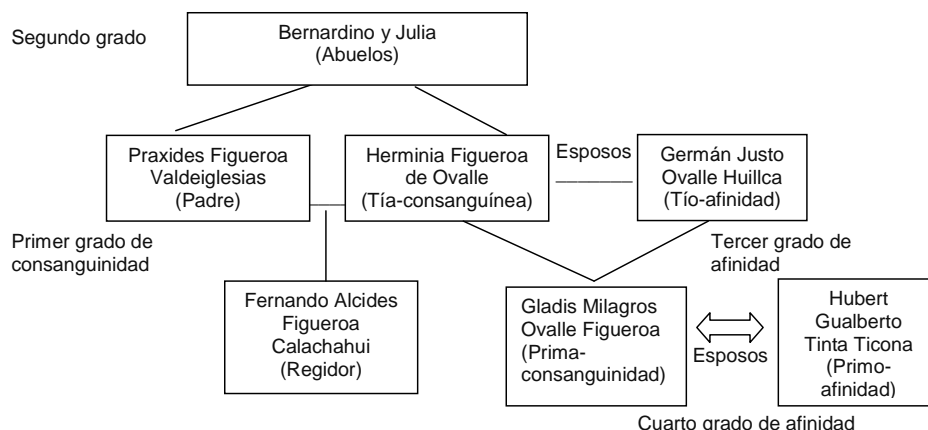 Segundo grado
Bernardino y Julia
(Abuelos)
Praxides Figueroa
Valdeiglesias
(Padre)
Herminia Figueroa
de Ovalle
(Tía-consanguínea)
Esposos
Germán Justo
Ovalle Huillca
(Tío-afinidad)
Primer grado de
consanguinidad
Tercer grado de
afinidad
Fernando Alcides
Figueroa
Calachahui
(Regidor)
Gladis Milagros
Ovalle Figueroa
(Prima-
consanguinidad)
Esposos
Hubert
Gualberto
Tinta Ticona
(Primo-
afinidad)
Cuarto grado de afinidad